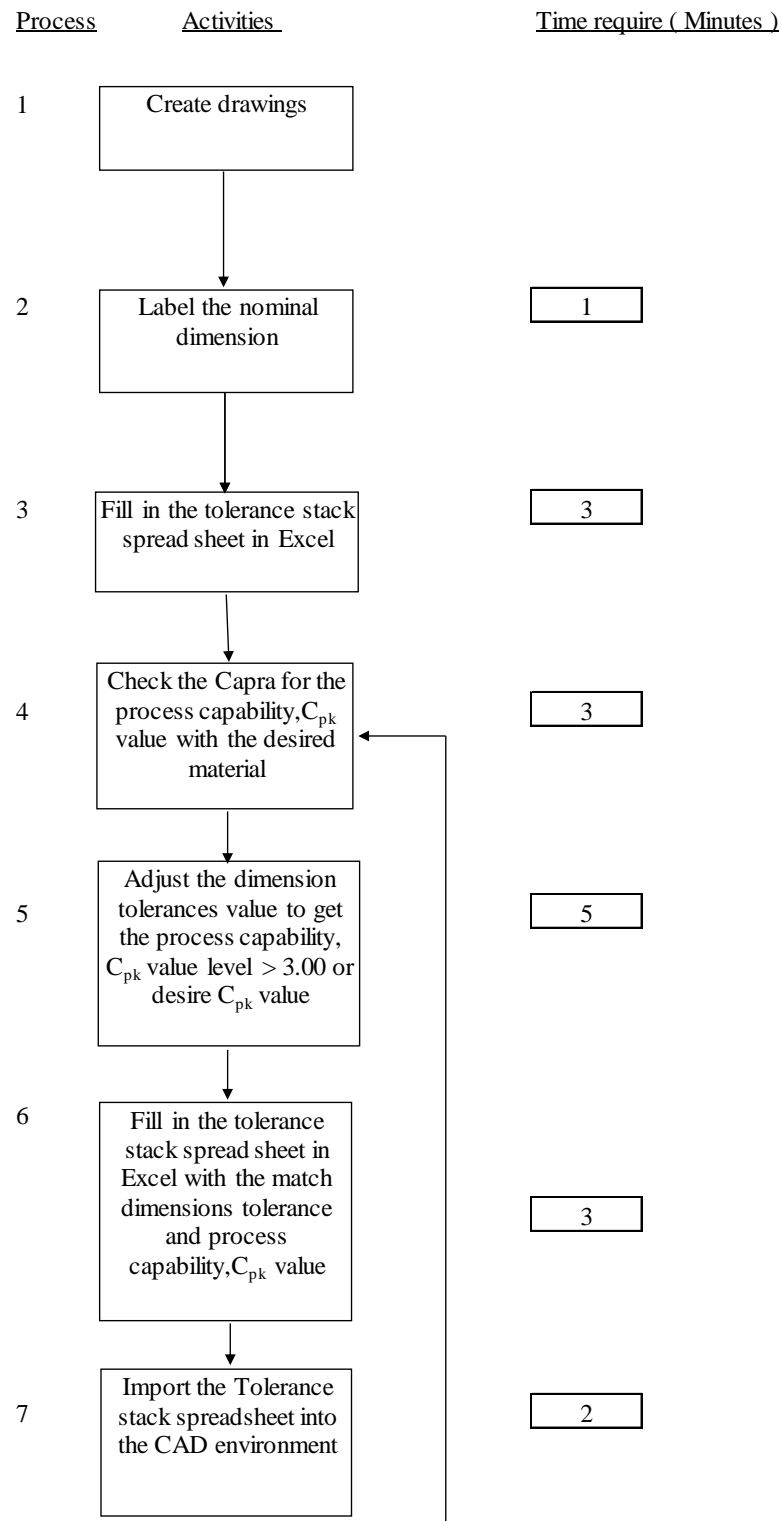 Process Activities Time require ( Minutes )
1
Create drawings
2
Label the nominal
dimension
1
3
Fill in the tolerance stack
spread sheet in Excel
3
4
Check the Capra for the
process capability,Cpk
value with the desired
material
3
5
Adjust the dimension
tolerances value to get
the process capability,
Cpk value level > 3.00 or
desire Cpk value
5
6
Fill in the tolerance
stack spread sheet in
Excel with the match
dimensions tolerance
and process
capability,Cpk value
3
7
Import the Tolerance
stack spreadsheet into
the CAD environment
2